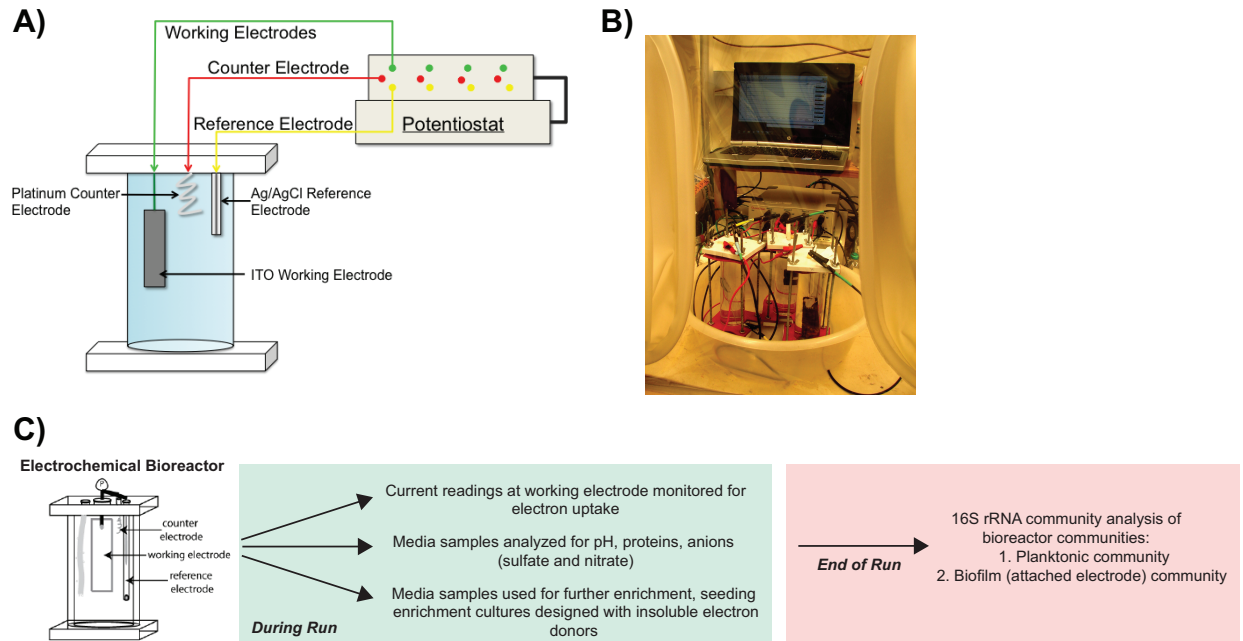 A)
Working Electrodes
Counter Electrode
Reference Electrode
Potentiostat
Platinum Counter
Electrode
Ag/AgCl Reference
Electrode
ITO Working Electrode
B)
C)
Electrochemical Bioreactor
P
counter
electrode
working electrode
reference
electrode
Current readings at working electrode monitored for
electron uptake
Media samples analyzed for pH, proteins, anions
(sulfate and nitrate)
Media samples used for further enrichment, seeding
enrichment cultures designed with insoluble electron
donors
During Run
End of Run
16S rRNA community analysis of
bioreactor communities:
1. Planktonic community
2. Biofilm (attached electrode) community